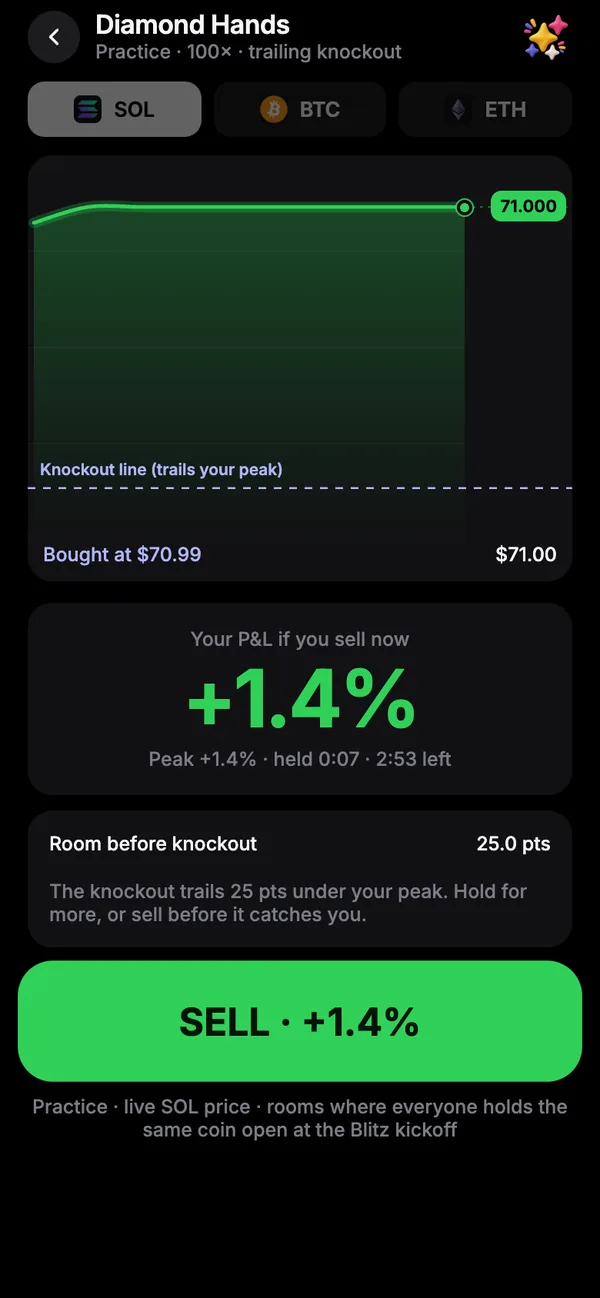 Diamond Hands
Practice · 100× · trailing knockout
SOL
BTC
ETH
71.000
Knockout line (trails your peak)
Bought at $70.99
$71.00
Your P&L if you sell now
+1.4%
Peak +1.4% · held 0:07 · 2:53 left
Room before knockout
25.0 pts
The knockout trails 25 pts under your peak. Hold for
more, or sell before it catches you.
SELL · +1.4%
Practice · live SOL price · rooms where everyone holds the
same coin open at the Blitz kickoff